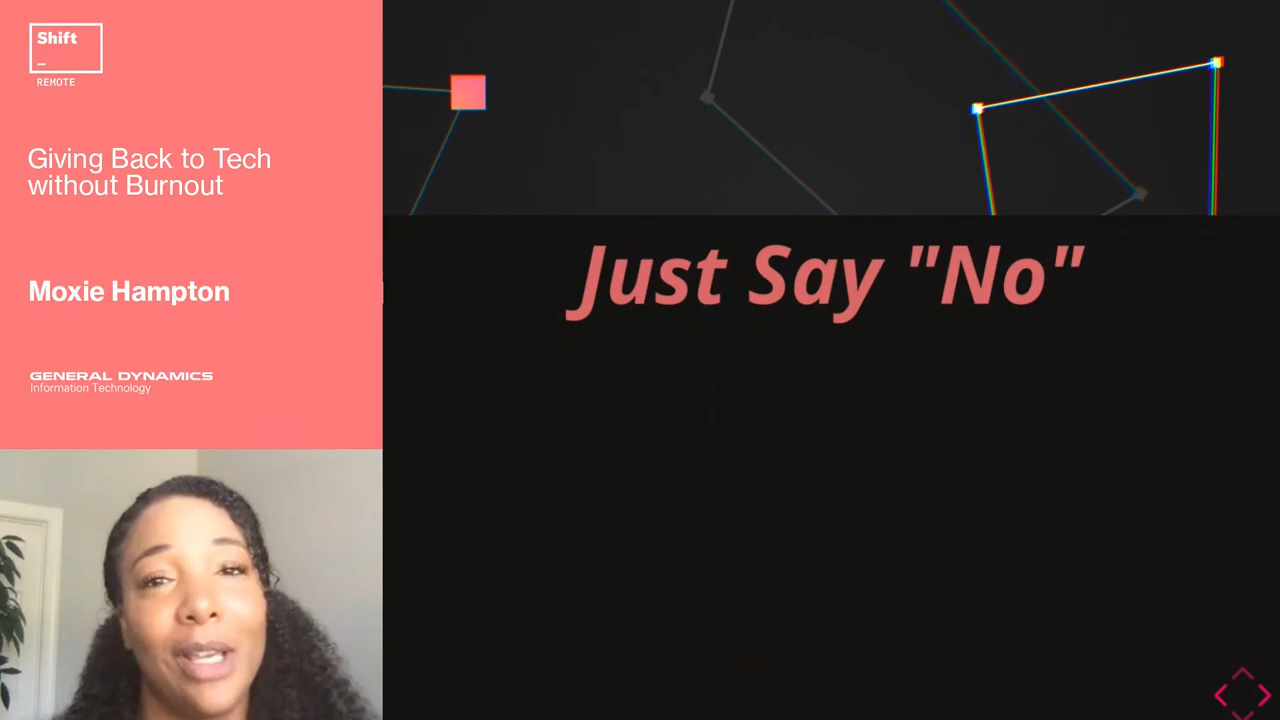 Shift
_
REMOTE
Giving Back to Tech
without Burnout
Moxie Hampton
GENERAL DYNAMICS
Information Technology
Just Say "No"